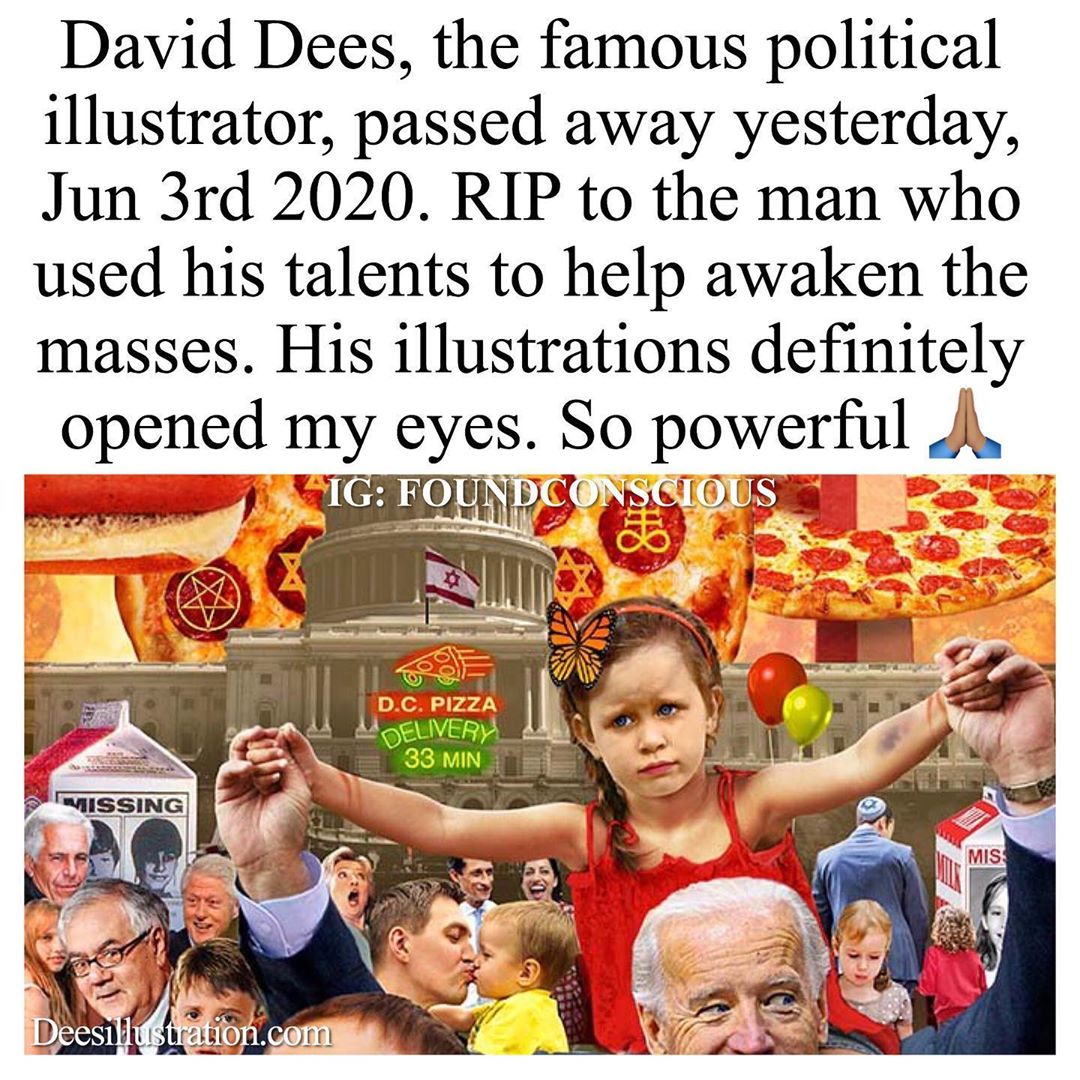 David Dees, the famous political
illustrator, passed away yesterday,
Jun 3rd 2020. RIP to the man who
used his talents to help awaken the
masses. His illustrations definitely
opened my eyes. So powerful 🙏🏽
IG: FOUNDCONSCIOUS
D.C. PIZZA
DELIVERY
33 MIN
MISSING
MILK
MISS
Deesillustration.com